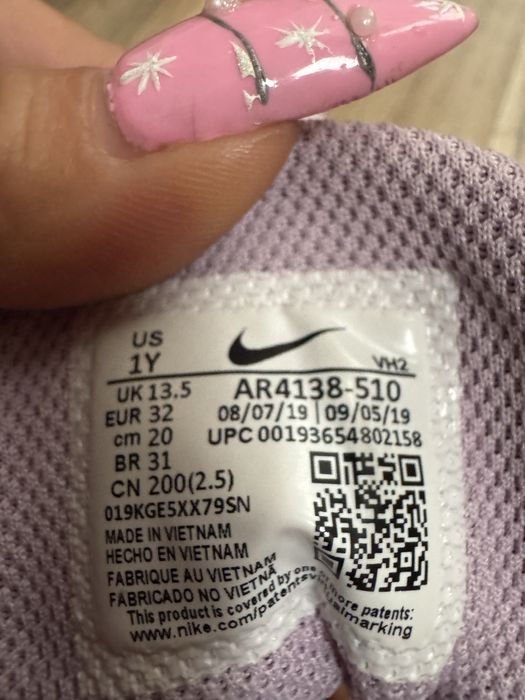 US
1Y
VH2
UK 13.5
AR4138-510
EUR 32
08/07/19 | 09/05/19
cm 20
UPC 00193654802158
BR 31
CN 200(2.5)
019KGE5XX79SN
MADE IN VIETNAM
HECHO EN VIETNAM
FABRIQUE AU VIETNAM
FABRICADO NO VIETNÃ
This product is covered by one more patents:
www.nike.com/patents